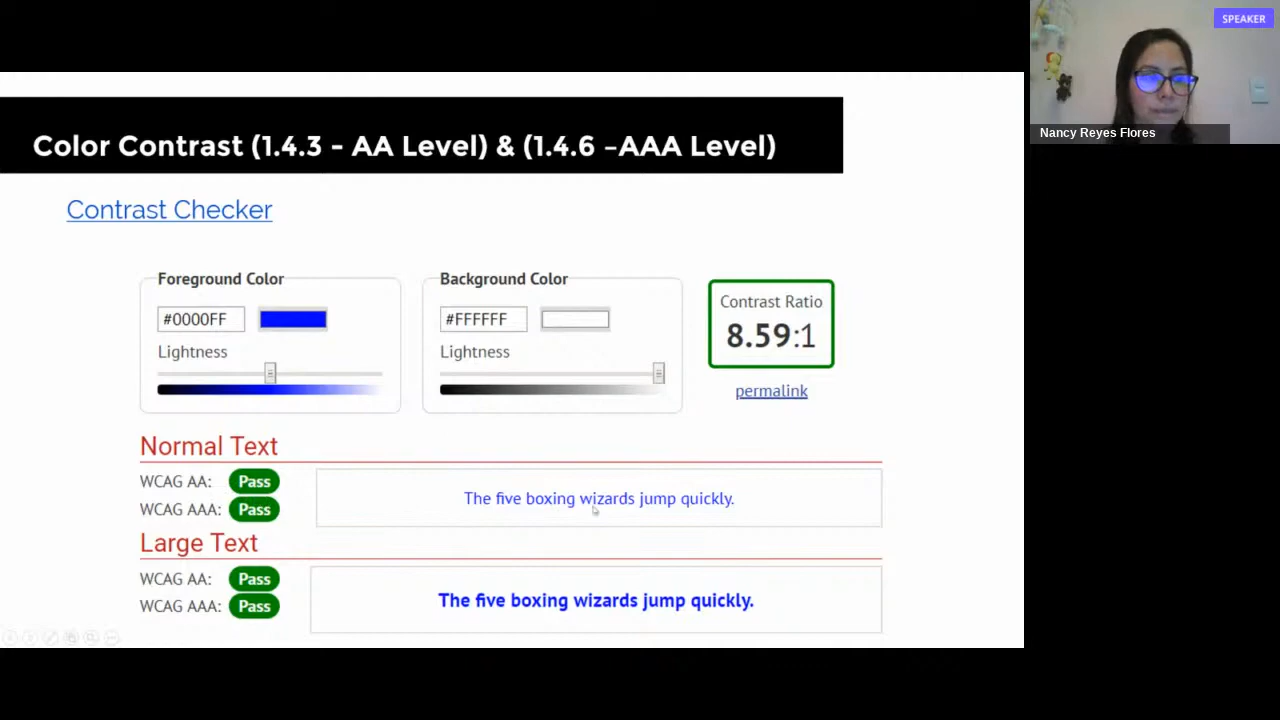 SPEAKER
Nancy Reyes Flores
Color Contrast (1.4.3 - AA Level) & (1.4.6 –AAA Level)
Contrast Checker
Foreground Color
#0000FF
Lightness
Background Color
#FFFFFF
Lightness
Contrast Ratio
8.59:1
permalink
Normal Text
WCAG AA: Pass
WCAG AAA: Pass
The five boxing wizards jump quickly.
Large Text
WCAG AA: Pass
WCAG AAA: Pass
The five boxing wizards jump quickly.